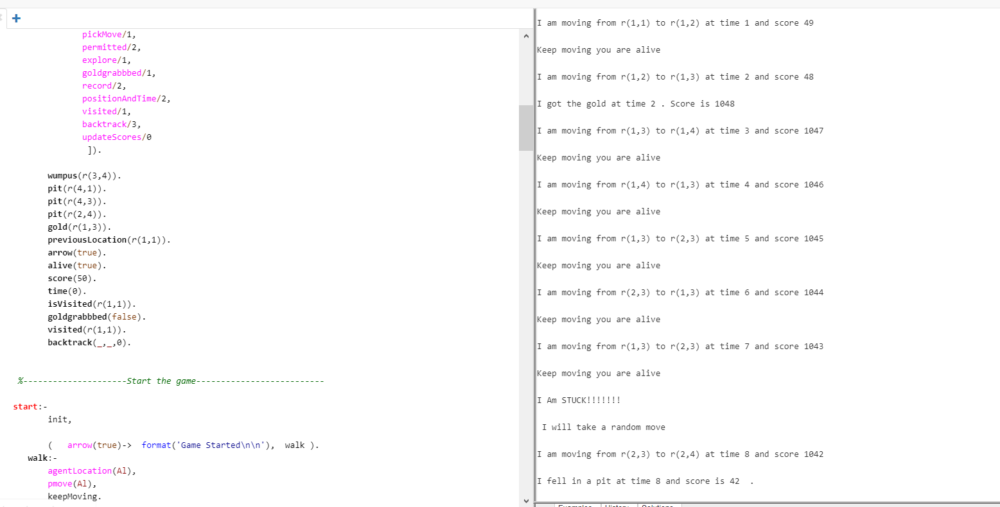 +
pickMove/1,
permitted/2,
explore/1,
goldgrabbbed/1,
record/2,
positionAndTime/2,
visited/1,
backtrack/3,
updateScores/0
]).
wumpus(r(3,4)).
pit(r(4,1)).
pit(r(4,3)).
pit(r(2,4)).
gold(r(1,3)).
previousLocation(r(1,1)).
arrow(true).
alive(true).
score(50).
time(0).
isVisited(r(1,1)).
goldgrabbbed(false).
visited(r(1,1)).
backtrack(_,_,0).
%---------------------Start the game--------------------------
start:-
init,
(   arrow(true)->  format('Game Started\n\n'),  walk ).
walk:-
agentLocation(Al),
pmove(Al),
keepMoving.
I am moving from r(1,1) to r(1,2) at time 1 and score 49
Keep moving you are alive
I am moving from r(1,2) to r(1,3) at time 2 and score 48
I got the gold at time 2 . Score is 1048
I am moving from r(1,3) to r(1,4) at time 3 and score 1047
Keep moving you are alive
I am moving from r(1,4) to r(1,3) at time 4 and score 1046
Keep moving you are alive
I am moving from r(1,3) to r(2,3) at time 5 and score 1045
Keep moving you are alive
I am moving from r(2,3) to r(1,3) at time 6 and score 1044
Keep moving you are alive
I am moving from r(1,3) to r(2,3) at time 7 and score 1043
Keep moving you are alive
I Am STUCK!!!!!!!
I will take a random move
I am moving from r(2,3) to r(2,4) at time 8 and score 1042
I fell in a pit at time 8 and score is 42  .
Examples History Solutions